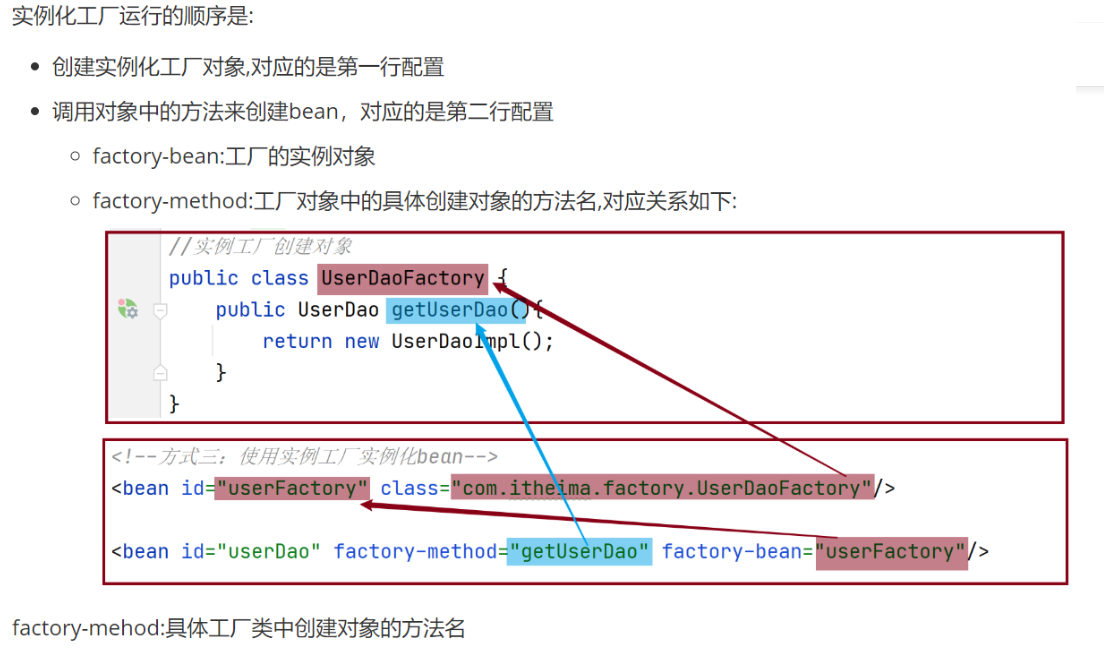 实例化工厂运行的顺序是:
创建实例化工厂对象,对应的是第一行配置
调用对象中的方法来创建bean，对应的是第二行配置
factory-bean:工厂的实例对象
factory-method:工厂对象中的具体创建对象的方法名,对应关系如下:
//实例工厂创建对象
public class UserDaoFactory {
public UserDao getUserDao(){
return new UserDaoImpl();
}
}
<!--方式三：使用实例工厂实例化bean-->
<bean id="userFactory" class="com.itheima.factory.UserDaoFactory"/>
<bean id="userDao" factory-method="getUserDao" factory-bean="userFactory"/>
factory-mehod:具体工厂类中创建对象的方法名